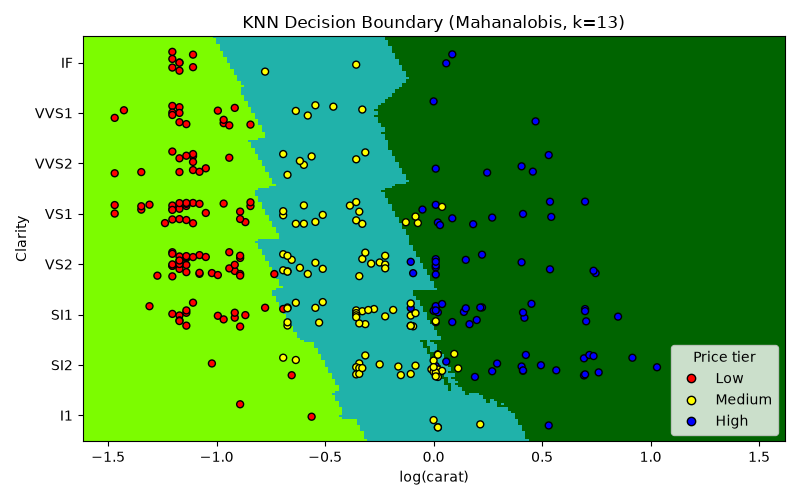 KNN Decision Boundary (Mahanalobis, k=13)
Clarity
IF
VVS1
VVS2
VS1
VS2
SI1
SI2
I1
Price tier
Low
Medium
High
−1.5 −1.0 −0.5 0.0 0.5 1.0 1.5
log(carat)